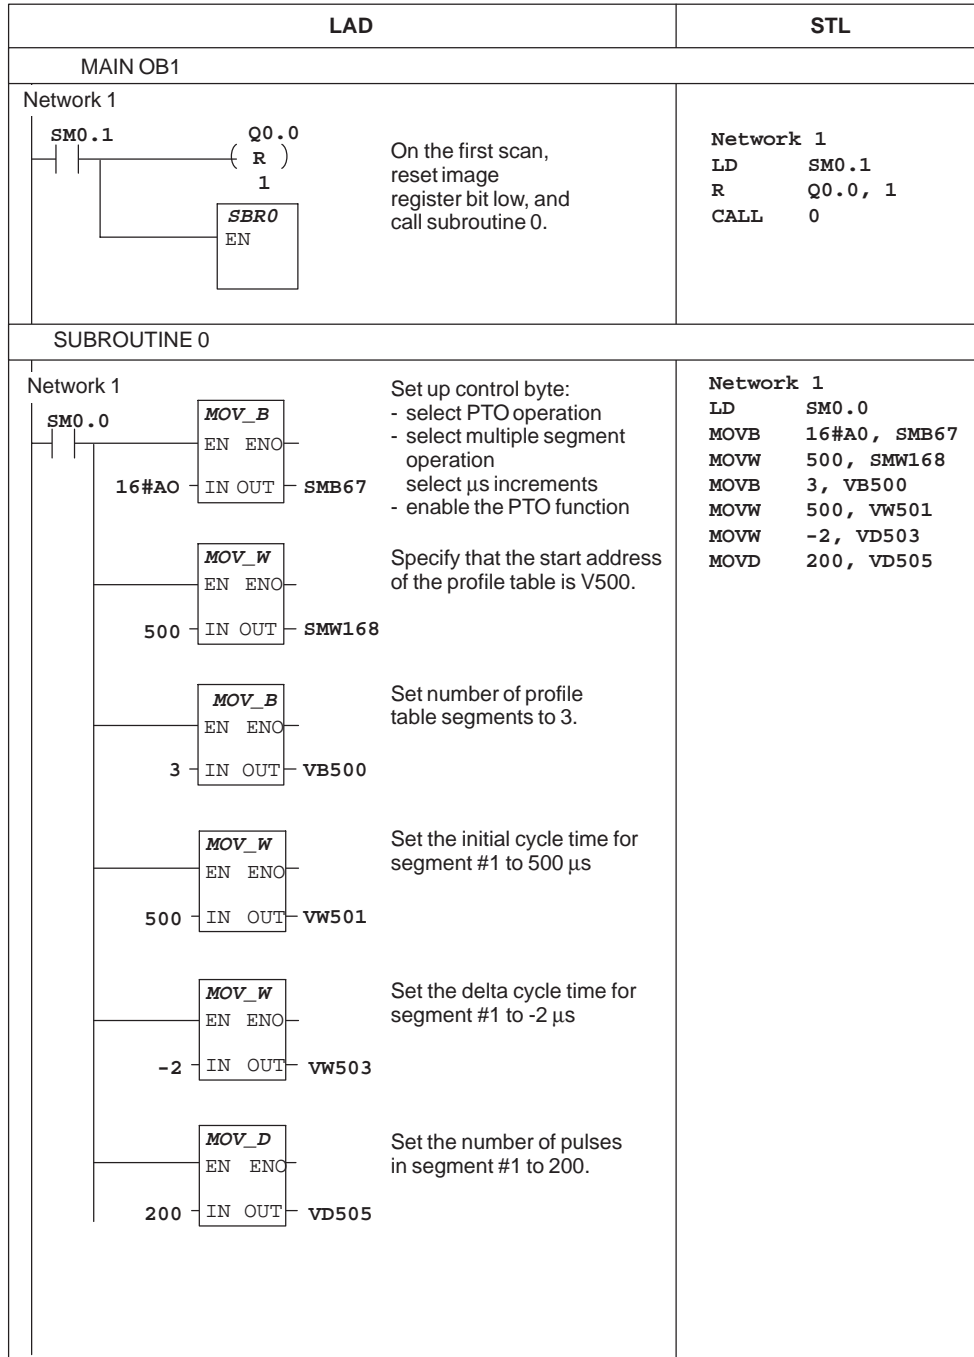 LAD
STL
MAIN OB1
Network 1
SM0.1
Q0.0
( R )
1
SBR0
EN
On the first scan,
reset image
register bit low, and
call subroutine 0.
Network 1
LD SM0.1
R Q0.0, 1
CALL 0
SUBROUTINE 0
Network 1
SM0.0
MOV_B
EN ENO
16#AO IN OUT SMB67
Set up control byte:
- select PTO operation
- select multiple segment
operation
select µs increments
- enable the PTO function
MOV_W
EN ENO
500 IN OUT SMW168
Specify that the start address
of the profile table is V500.
MOV_B
EN ENO
3 IN OUT VB500
Set number of profile
table segments to 3.
MOV_W
EN ENO
500 IN OUT VW501
Set the initial cycle time for
segment #1 to 500 µs
MOV_W
EN ENO
-2 IN OUT VW503
Set the delta cycle time for
segment #1 to -2 µs
MOV_D
EN ENO
200 IN OUT VD505
Set the number of pulses
in segment #1 to 200.
Network 1
LD SM0.0
MOVB 16#A0, SMB67
MOVW 500, SMW168
MOVB 3, VB500
MOVW 500, VW501
MOVW -2, VD503
MOVD 200, VD505